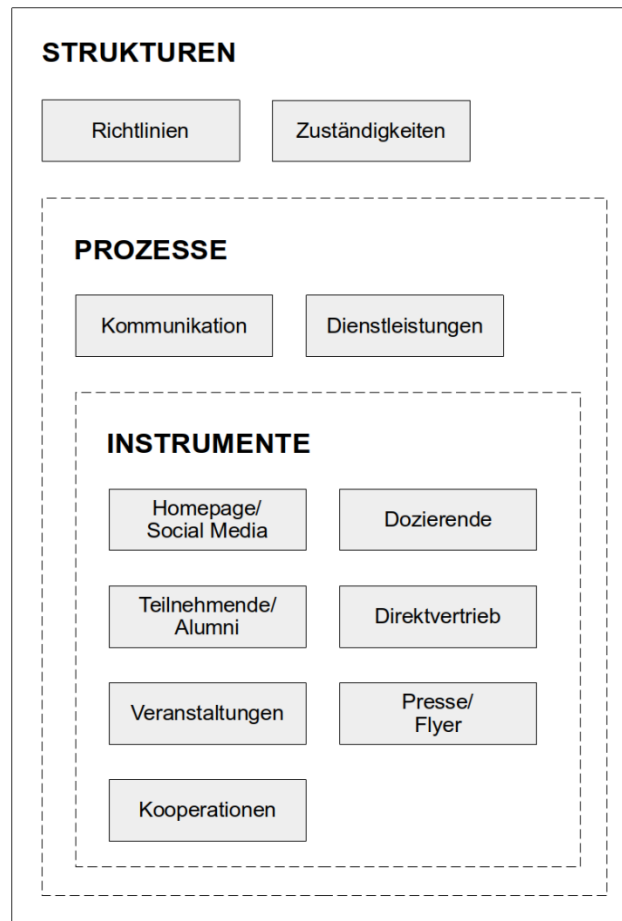 STRUKTUREN
Richtlinien
Zuständigkeiten
PROZESSE
Kommunikation
Dienstleistungen
INSTRUMENTE
Homepage/
Social Media
Dozierende
Teilnehmende/
Alumni
Direktvertrieb
Veranstaltungen
Presse/
Flyer
Kooperationen